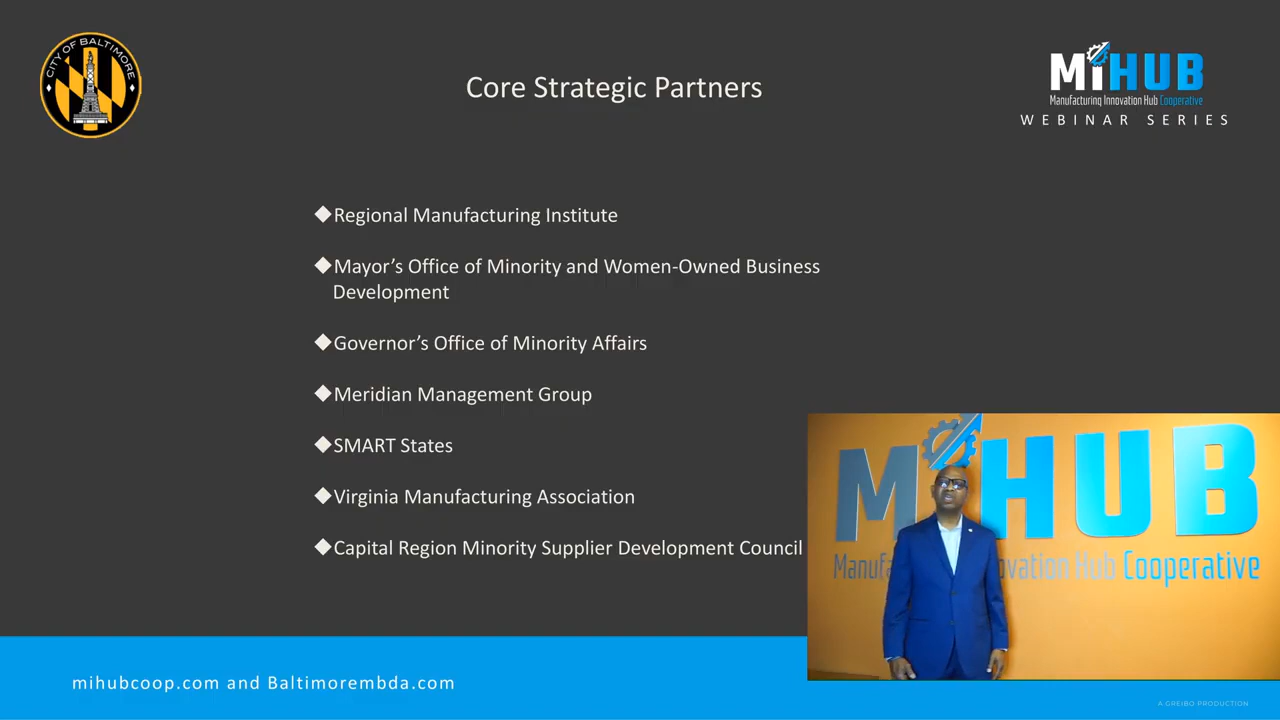 CITY OF BALTIMORE
Core Strategic Partners
MiHUB
Manufacturing Innovation Hub Cooperative
WEBINAR SERIES
◆Regional Manufacturing Institute
◆Mayor’s Office of Minority and Women-Owned Business
Development
◆Governor’s Office of Minority Affairs
◆Meridian Management Group
◆SMART States
◆Virginia Manufacturing Association
◆Capital Region Minority Supplier Development Council
MiHUB
Manufa ovation Hub Cooperative
mihubcoop.com and Baltimorembda.com
A GREIBO PRODUCTION